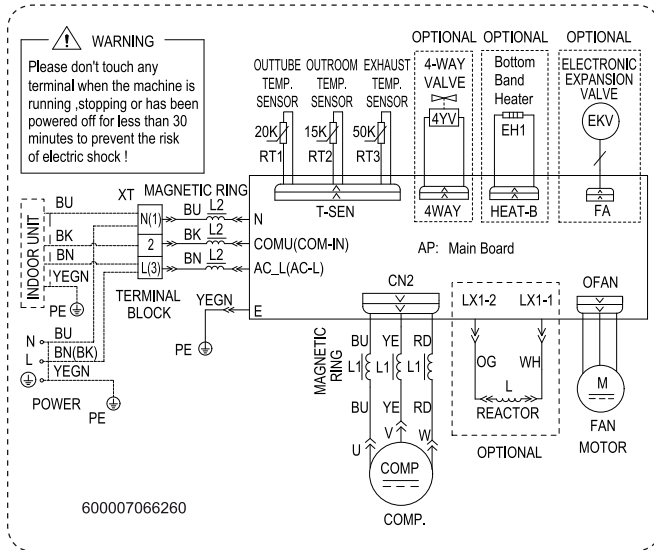 WARNING
Please don't touch any
terminal when the machine is
running ,stopping or has been
powered off for less than 30
minutes to prevent the risk
of electric shock !
OUTTUBE TEMP. SENSOR
OUTROOM TEMP. SENSOR
EXHAUST TEMP. SENSOR
20K
15K
50K
RT1
RT2
RT3
T-SEN
OPTIONAL
4-WAY
VALVE
4YV
4WAY
OPTIONAL
Bottom
Band
Heater
EH1
HEAT-B
OPTIONAL
ELECTRONIC
EXPANSION
VALVE
EKV
FA
INDOOR UNIT
BU
BK
BN
YEGN
PE
XT
N(1)
2
L(3)
TERMINAL
BLOCK
MAGNETIC RING
BU L2 N
BK L2 COMU(COM-IN)
BN L2 AC_L(AC-L)
YEGN E
PE
AP: Main Board
N BU
L BN(BK)
YEGN
POWER
PE
CN2
MAGNETIC
RING
BU YE RD
L1 L1 L1
BU YE RD
U V W
COMP
COMP.
LX1-2 LX1-1
OG WH
L
REACTOR
OPTIONAL
OFAN
M
FAN
MOTOR
600007066260